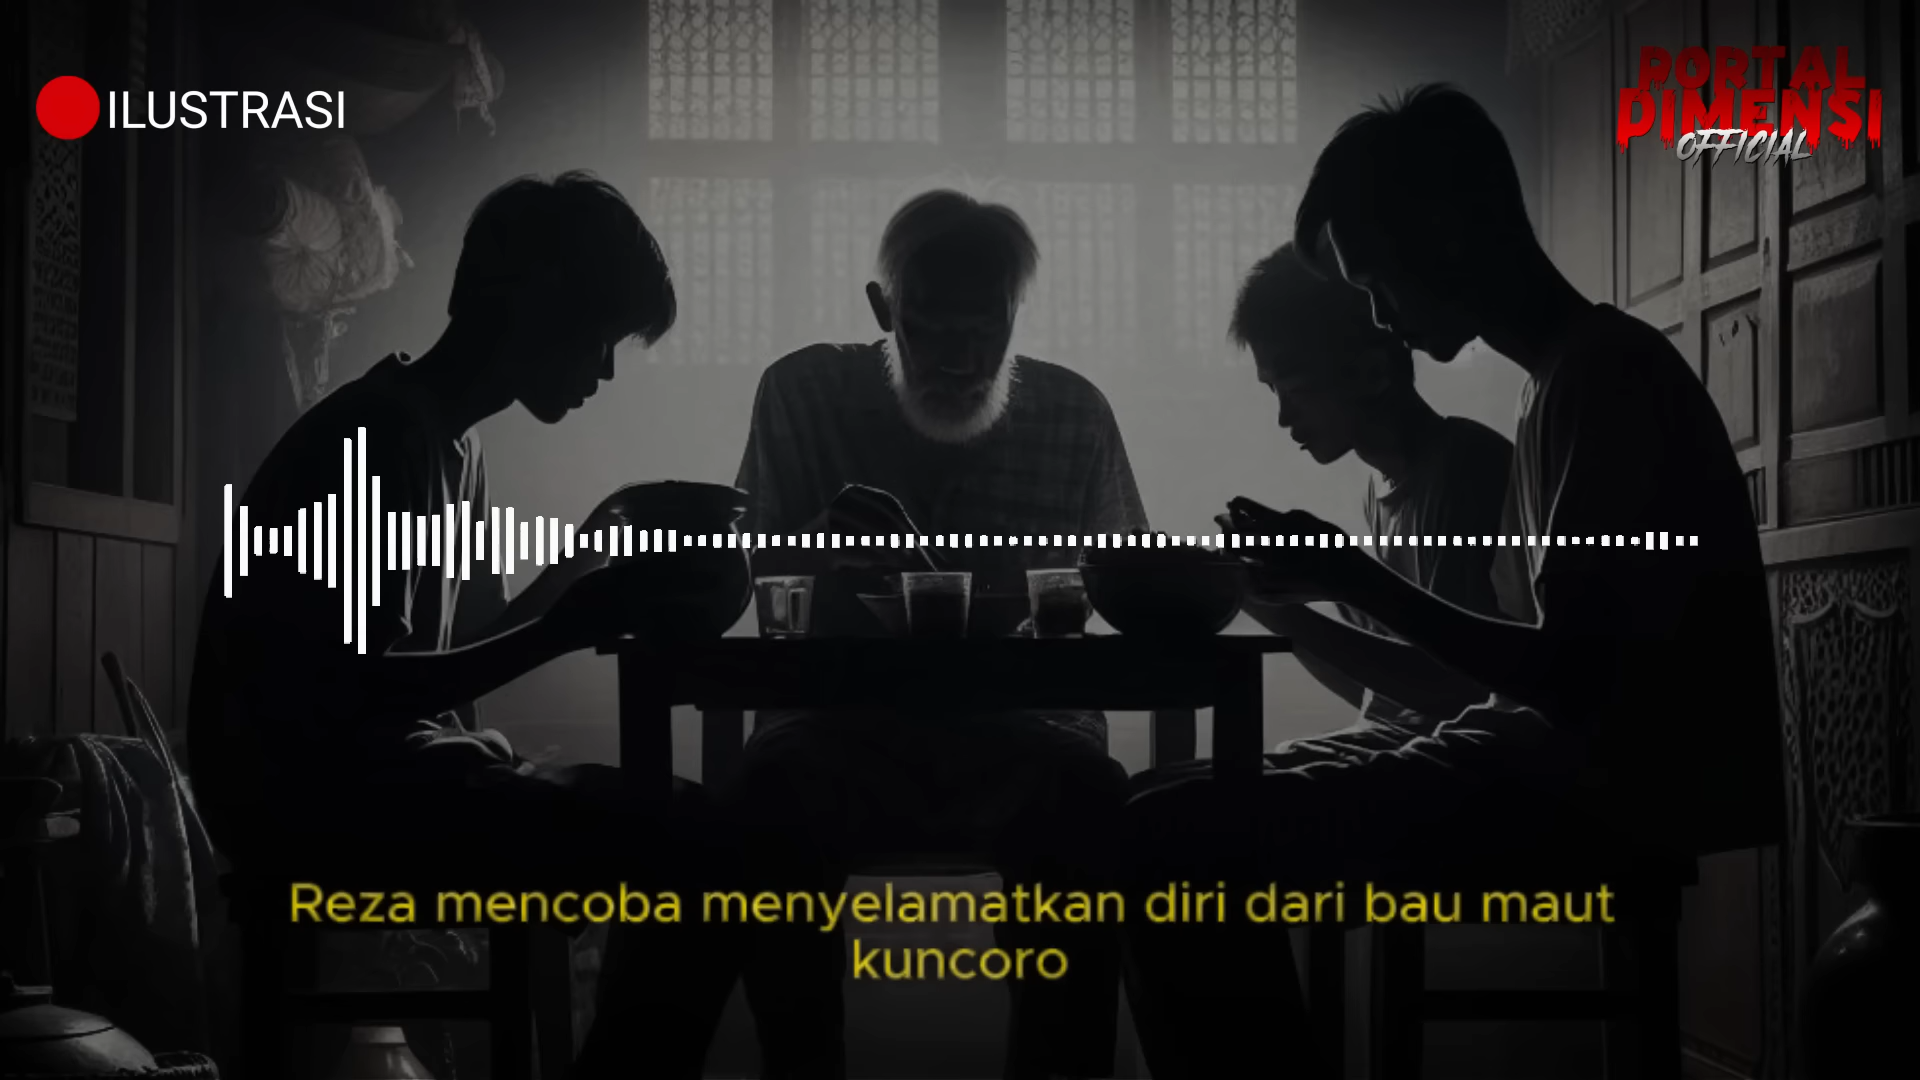 ILUSTRASI
PORTAL
DIMENSI
OFFICIAL
Reza mencoba menyelamatkan diri dari bau maut
kuncoro